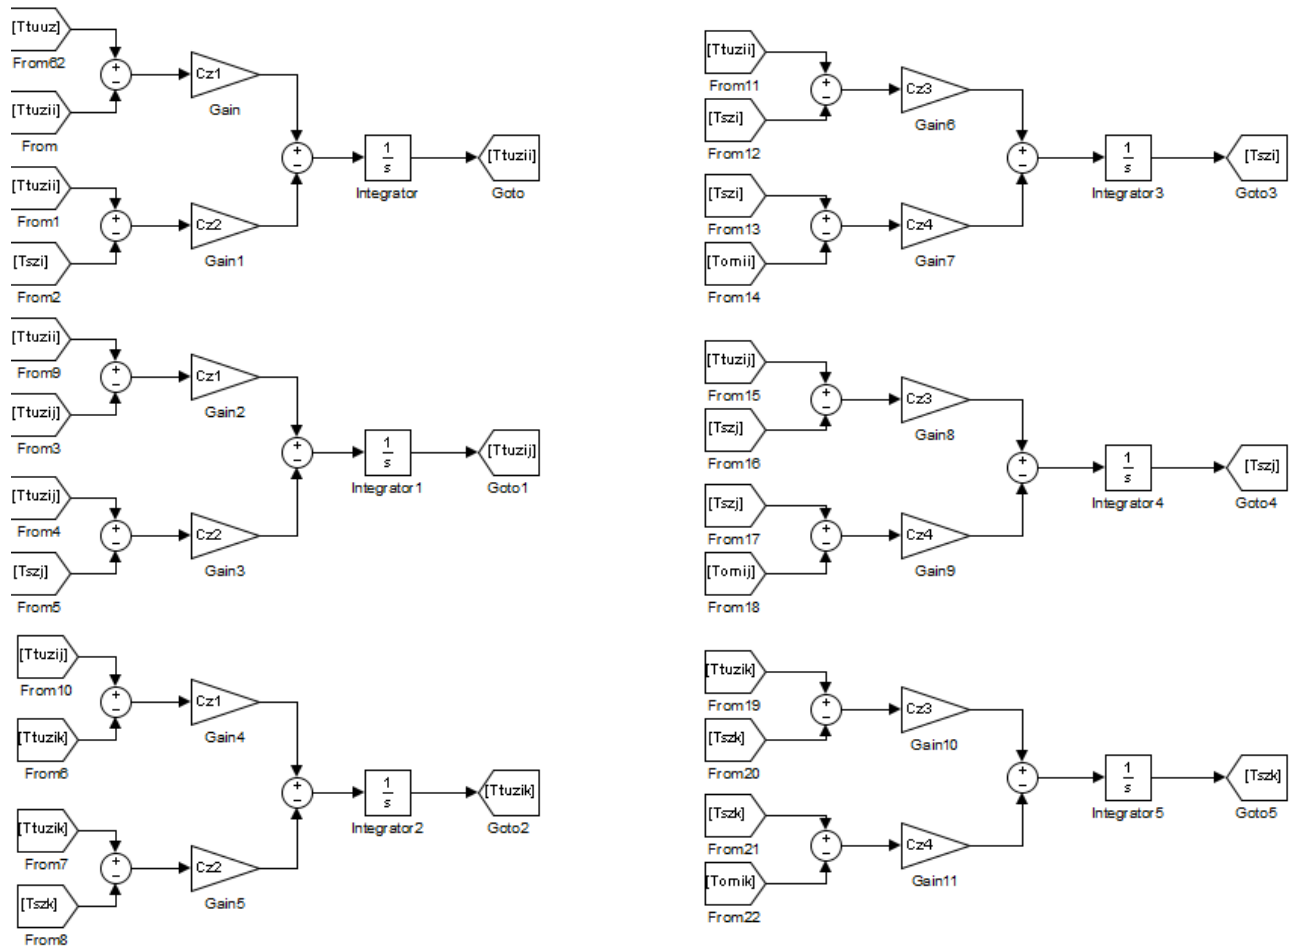 [Ttuuz]
From62
[Ttuzii]
From
+
−
Cz1
Gain
[Ttuzii]
From1
[Tszi]
From2
+
−
Cz2
Gain1
+
−
1
s
Integrator
[Ttuzii]
Goto
[Ttuzii]
From9
[Ttuzij]
From3
+
−
Cz1
Gain2
[Ttuzij]
From4
[Tszj]
From5
+
−
Cz2
Gain3
+
−
1
s
Integrator1
[Ttuzij]
Goto1
[Ttuzij]
From10
[Ttuzik]
From6
+
−
Cz1
Gain4
[Ttuzik]
From7
[Tszk]
From8
+
−
Cz2
Gain5
+
−
1
s
Integrator2
[Ttuzik]
Goto2
[Ttuzii]
From11
[Tszi]
From12
+
−
Cz3
Gain6
[Tszi]
From13
[Tomii]
From14
+
−
Cz4
Gain7
+
−
1
s
Integrator3
[Tszi]
Goto3
[Ttuzij]
From15
[Tszj]
From16
+
−
Cz3
Gain8
[Tszj]
From17
[Tomij]
From18
+
−
Cz4
Gain9
+
−
1
s
Integrator4
[Tszj]
Goto4
[Ttuzik]
From19
[Tszk]
From20
+
−
Cz3
Gain10
[Tszk]
From21
[Tomik]
From22
+
−
Cz4
Gain11
+
−
1
s
Integrator5
[Tszk]
Goto5